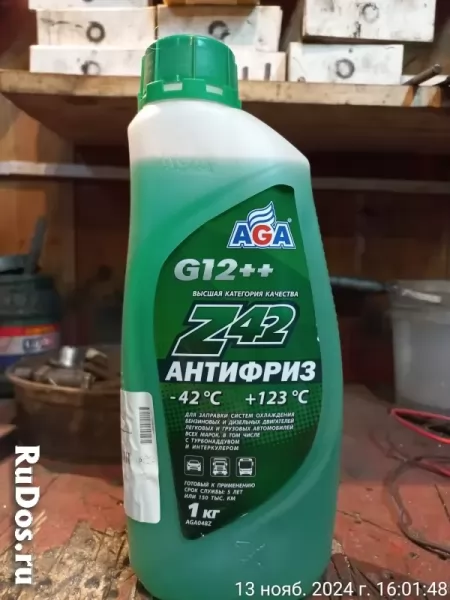 AGA
G12++
ВЫСШАЯ КАТЕГОРИЯ КАЧЕСТВА
Z42
АНТИФРИЗ
-42 °C +123 °C
ДЛЯ ЗАПРАВКИ СИСТЕМ ОХЛАЖДЕНИЯ
БЕНЗИНОВЫХ И ДИЗЕЛЬНЫХ ДВИГАТЕЛЕЙ
ЛЕГКОВЫХ И ГРУЗОВЫХ АВТОМОБИЛЕЙ
ВСЕХ МАРОК, В ТОМ ЧИСЛЕ
С ТУРБОНАДДУВОМ
И ИНТЕРКУЛЕРОМ
ГОТОВЫЙ К ПРИМЕНЕНИЮ
СРОК СЛУЖБЫ: 5 ЛЕТ
ИЛИ 150 ТЫС. КМ
1 КГ
AGA048Z
RuDos.ru
13 нояб. 2024 г. 16:01:48